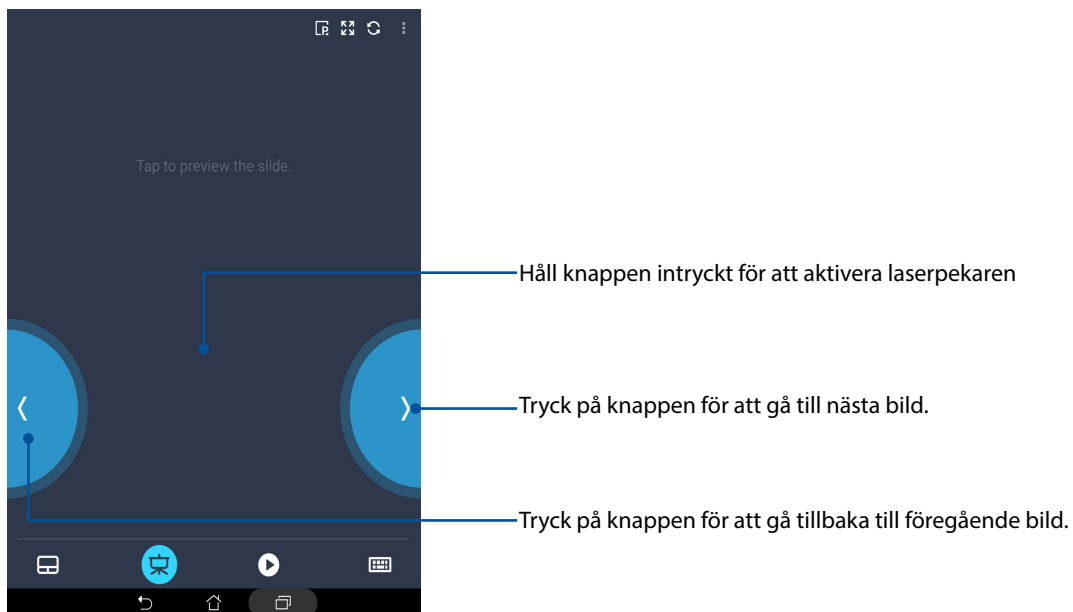 Tap to preview the slide.
Håll knappen intryckt för att aktivera laserpekaren
Tryck på knappen för att gå till nästa bild.
Tryck på knappen för att gå tillbaka till föregående bild.